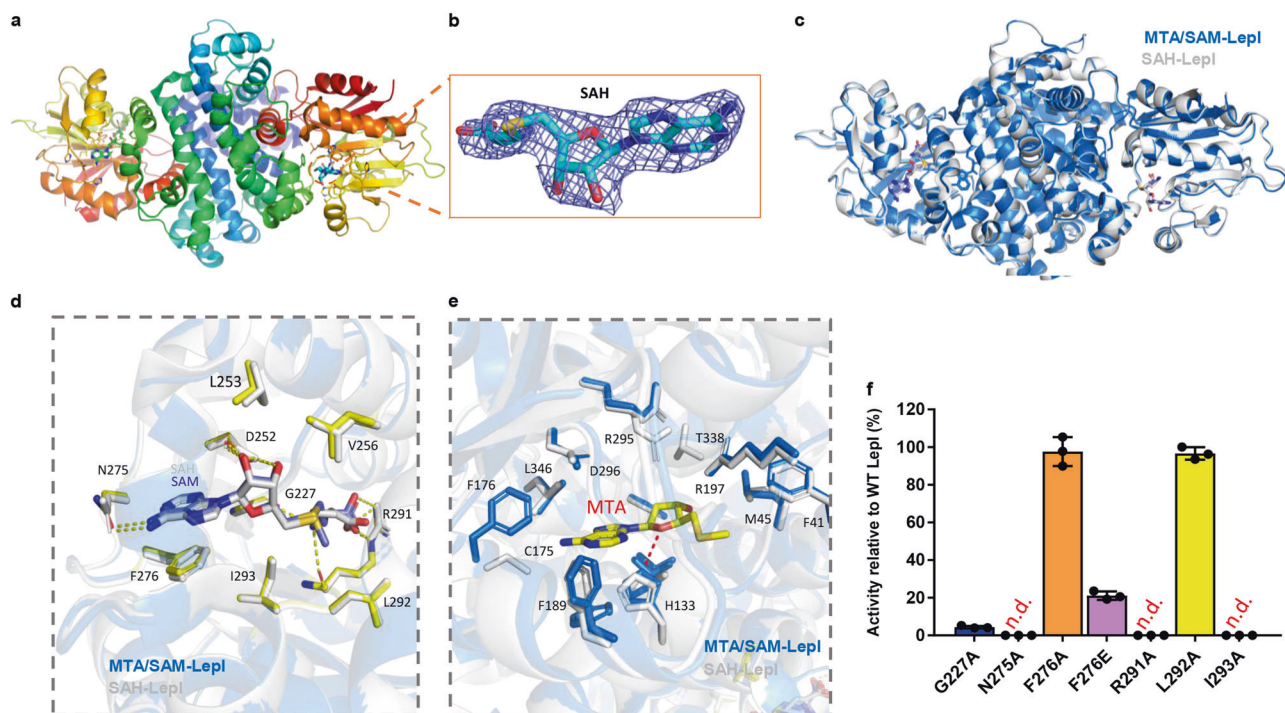 a
b
SAH
c
MTA/SAM-LepI
SAH-LepI
d
L253
D252
V256
N275
SAH
SAM
G227
R291
F276
I293
L292
MTA/SAM-LepI
SAH-LepI
e
R295
T338
L346
D296
F176
R197
MTA
M45
F41
C175
F189
H133
MTA/SAM-LepI
SAH-LepI
f
Activity relative to WT LepI (%)
120
100
80
60
40
20
0
n.d.
n.d.
n.d.
G227A
N275A
F276A
F276E
R291A
L292A
I293A